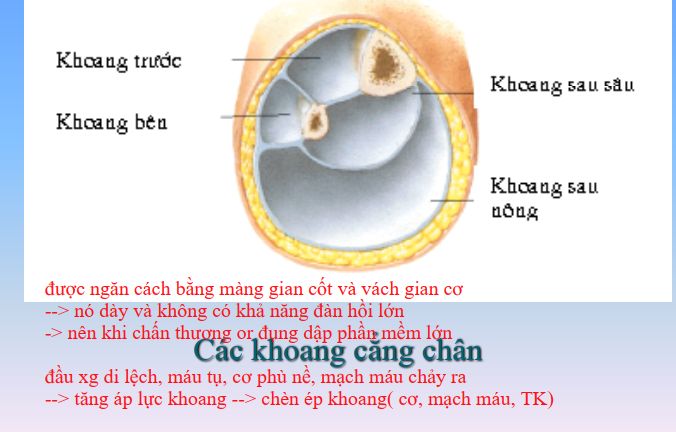 Khoang trước
Khoang bên
Khoang sau sâu
Khoang sau
nông
được ngăn cách bằng màng gian cốt và vách gian cơ
--> nó dày và không có khả năng đàn hồi lớn
-> nên khi chấn thương or đụng dập phần mềm lớn
Các khoang cẳng chân
đầu xg di lệch, máu tụ, cơ phù nề, mạch máu chảy ra
--> tăng áp lực khoang --> chèn ép khoang( cơ, mạch máu, TK)